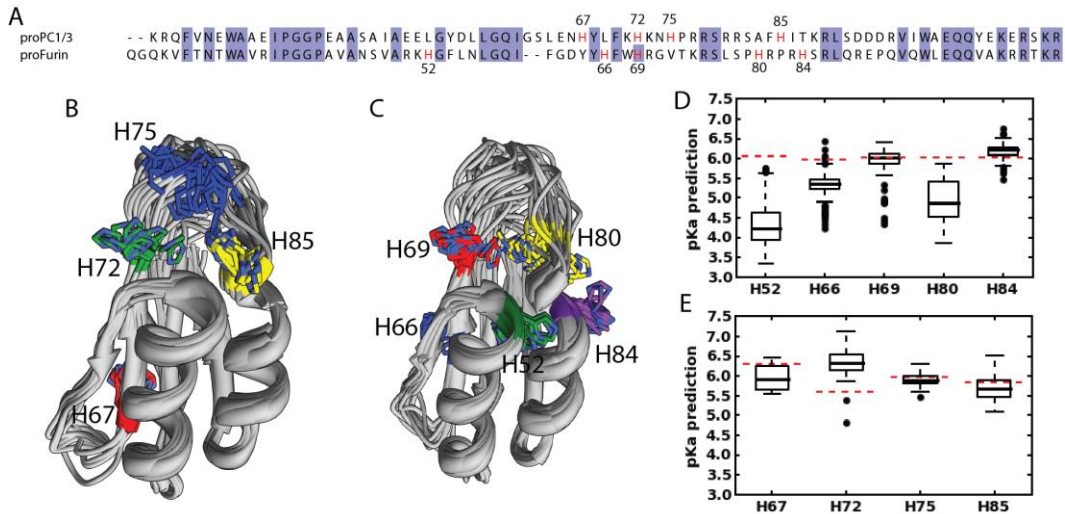 A
67 72 75 85
proPC1/3 --KRQFVNEWAAEIPGGPEAASAIAEELGYDLLGQIGSLENHYLFKHKNHPRRSRRSAFHITKRLSDDDRVIWAEQQYEKERSKR
proFurin QGQKVFTNTWAVRIPGGPAVANSVARKHGFLNLGQI--FGDYYHFWHRGVTKRSLSPHRPRHSRLQREPQVQWLEQQVAKRRTKR
52 66 69 80 84
B
H75
H85
H72
H67
C
H69
H80
H66
H52
H84
D
pKa prediction
7.5
7.0
6.5
6.0
5.5
5.0
4.5
4.0
3.5
3.0
H52 H66 H69 H80 H84
E
pKa prediction
7.5
7.0
6.5
6.0
5.5
5.0
4.5
4.0
3.5
3.0
H67 H72 H75 H85